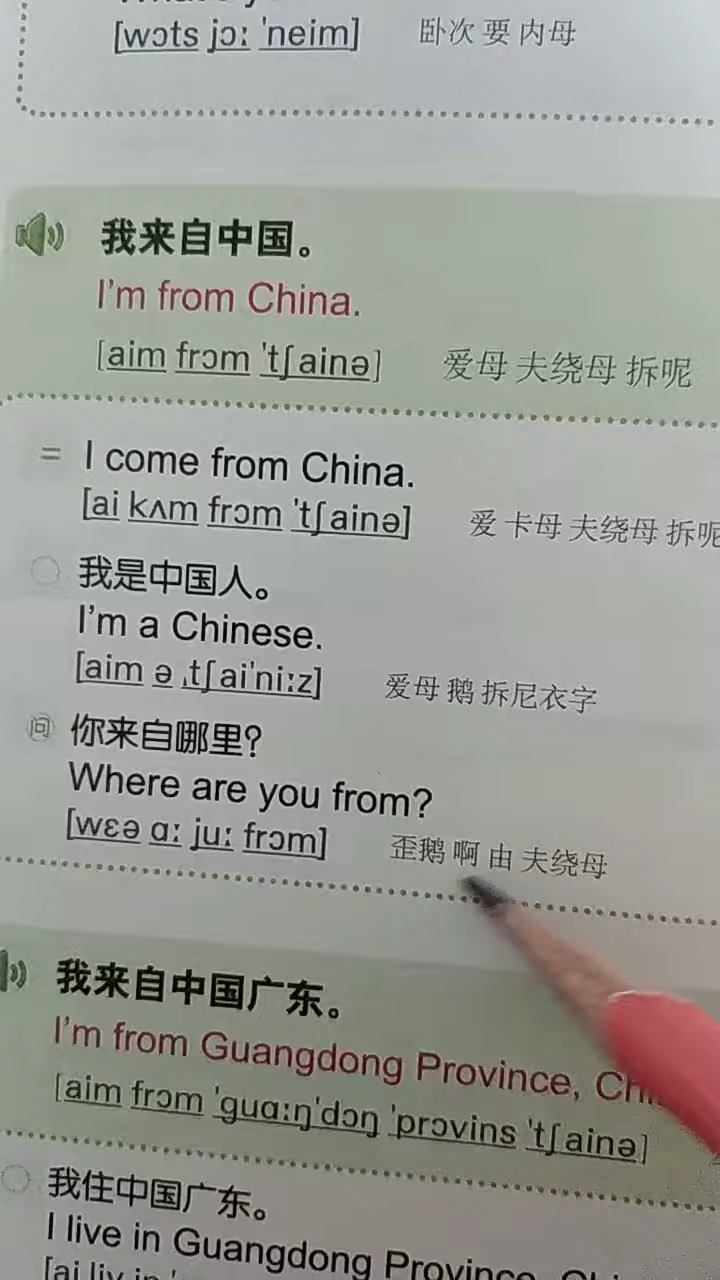 [wɔts jɔː ˈneim] 卧次 要 内母
我来自中国。
I'm from China.
[aim frɔm ˈtʃainə] 爱母 夫绕母 拆呢
= I come from China.
[ai kʌm frɔm ˈtʃainə] 爱 卡母 夫绕母 拆呢
我是中国人。
I'm a Chinese.
[aim ə ˌtʃaiˈniːz] 爱母 鹅 拆尼衣字
问 你来自哪里?
Where are you from?
[wɛə ɑː juː frɔm] 歪鹅 啊 由 夫绕母
我来自中国广东。
I'm from Guangdong Province,
[aim frɔm ˈguɑːŋˈdɔŋ ˈprɔvins ˈtʃainə]
我住中国广东。
I live in Guangdong Province,
[ai liv in